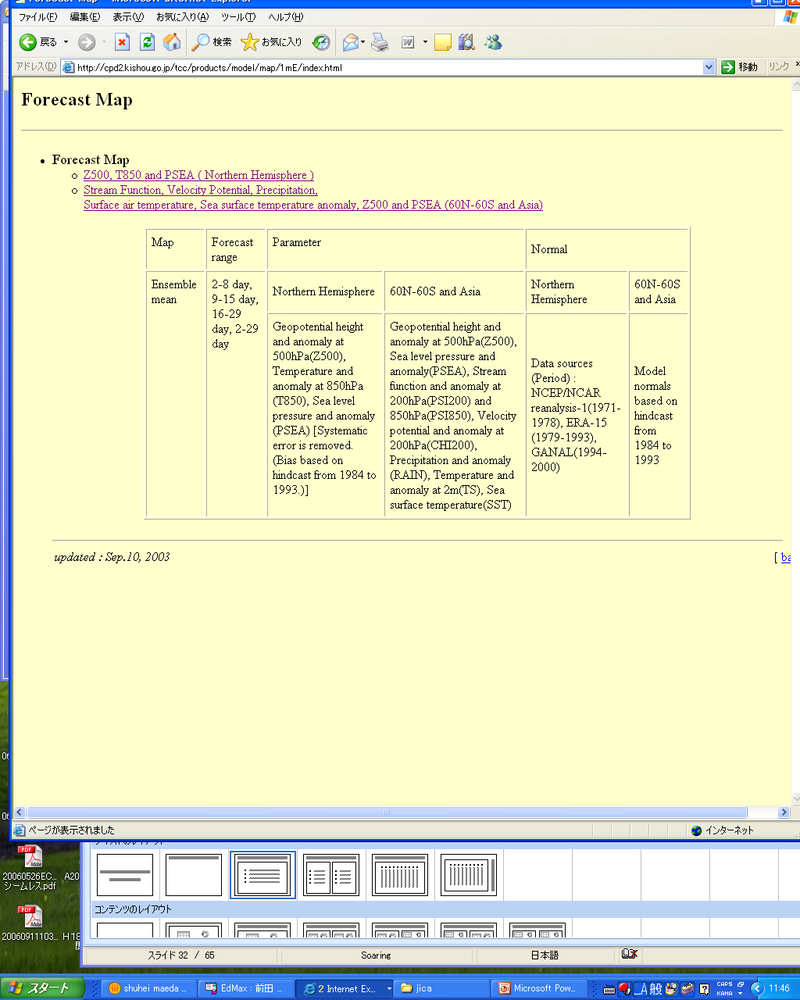 Forecast Map - Microsoft Internet Explorer
ファイル(F) 編集(E) 表示(V) お気に入り(A) ツール(T) ヘルプ(H)
戻る 検索 お気に入り
アドレス(D) http://cpd2.kishou.go.jp/tcc/products/model/map/1mE/index.html 移動 リンク
Forecast Map
Forecast Map
Z500, T850 and PSEA ( Northern Hemisphere )
Stream Function, Velocity Potential, Precipitation,
Surface air temperature, Sea surface temperature anomaly, Z500 and PSEA (60N-60S and Asia)
Map
Forecast
range
Parameter
Normal
Ensemble
mean
2-8 day,
9-15 day,
16-29
day, 2-29
day
Northern Hemisphere
60N-60S and Asia
Northern
Hemisphere
60N-60S
and Asia
Geopotential height
and anomaly at
500hPa(Z500),
Temperature and
anomaly at 850hPa
(T850), Sea level
pressure and anomaly
(PSEA) [Systematic
error is removed.
(Bias based on
hindcast from 1984 to
1993.)]
Geopotential height and
anomaly at 500hPa(Z500),
Sea level pressure and
anomaly(PSEA), Stream
function and anomaly at
200hPa(PSI200) and
850hPa(PSI850), Velocity
potential and anomaly at
200hPa(CHI200),
Precipitation and anomaly
(RAIN), Temperature and
anomaly at 2m(TS), Sea
surface temperature(SST)
Data sources
(Period) :
NCEP/NCAR
reanalysis-1(1971-
1978), ERA-15
(1979-1993),
GANAL(1994-
2000)
Model
normals
based on
hindcast
from
1984 to
1993
updated : Sep.10, 2003 [ ba
ページが表示されました インターネット
PDF
Adobe
20060526EC... A20
シームレス.pdf
コンテンツのレイアウト
PDF
Adobe
20060911103... H18
スライド 32 / 65 Soaring 日本語
スタート shuhei maeda ... EdMax : 前田 ... 2 Internet Ex... jica Microsoft Pow... A 般 CAPS KANA 11:46